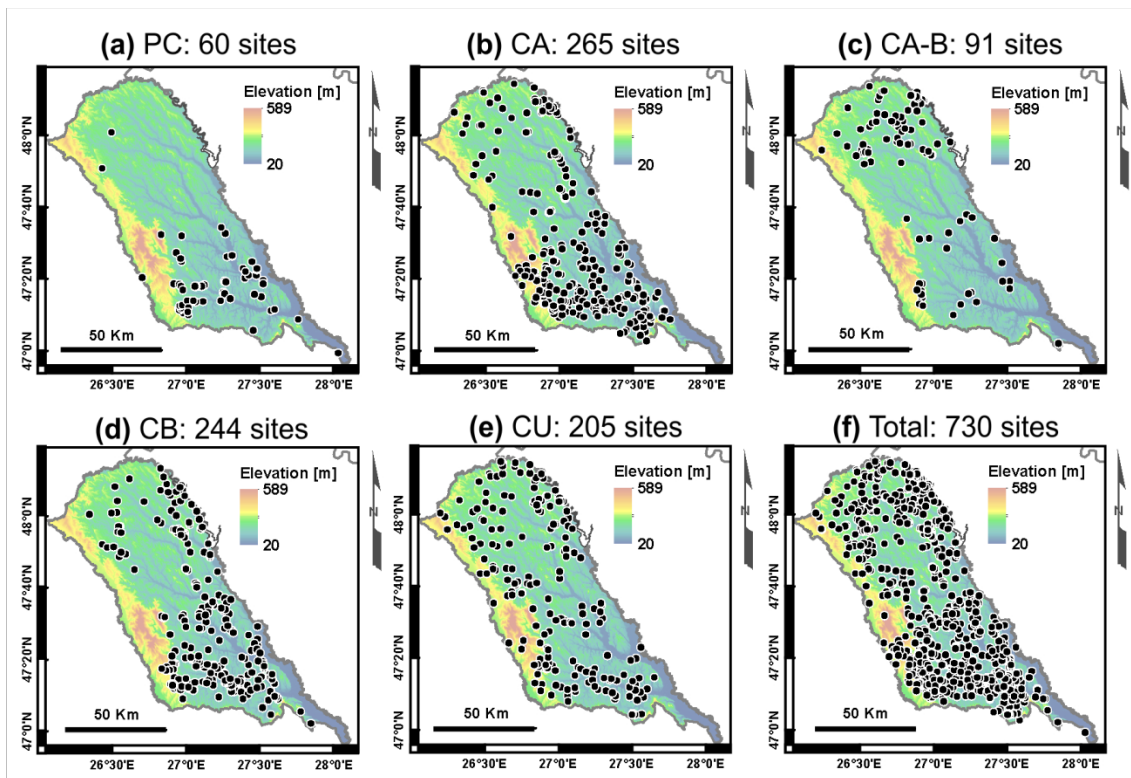 (a) PC: 60 sites
(b) CA: 265 sites
(c) CA-B: 91 sites
Elevation [m]
589
20
Elevation [m]
589
20
Elevation [m]
589
20
N
N
N
48°0'N
47°40'N
47°20'N
47°0'N
48°0'N
47°40'N
47°20'N
47°0'N
48°0'N
47°40'N
47°20'N
47°0'N
50 Km
50 Km
50 Km
26°30'E 27°0'E 27°30'E 28°0'E
26°30'E 27°0'E 27°30'E 28°0'E
26°30'E 27°0'E 27°30'E 28°0'E
(d) CB: 244 sites
(e) CU: 205 sites
(f) Total: 730 sites
Elevation [m]
589
20
Elevation [m]
589
20
Elevation [m]
589
20
N
N
N
48°0'N
47°40'N
47°20'N
47°0'N
48°0'N
47°40'N
47°20'N
47°0'N
48°0'N
47°40'N
47°20'N
47°0'N
50 Km
50 Km
50 Km
26°30'E 27°0'E 27°30'E 28°0'E
26°30'E 27°0'E 27°30'E 28°0'E
26°30'E 27°0'E 27°30'E 28°0'E